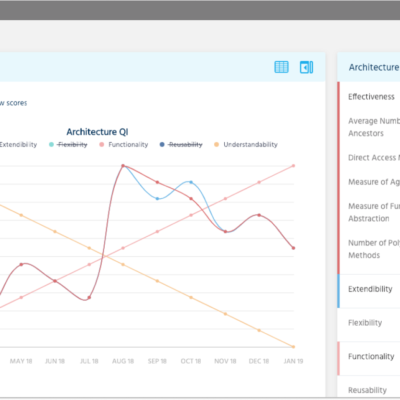 w scores
Architecture QI
Extendibility Flexibility Functionality Reusability Understandability
MAY 18 JUN 18 JUL 18 AUG 18 SEP 18 OCT 18 NOV 18 DEC 18 JAN 18
Architecture
Effectiveness
Average Numb
Ancestors
Direct Access M
Measure of Ag
Measure of Fun
Abstraction
Number of Pol
Methods
Extendibility
Flexibility
Functionality
Reusability